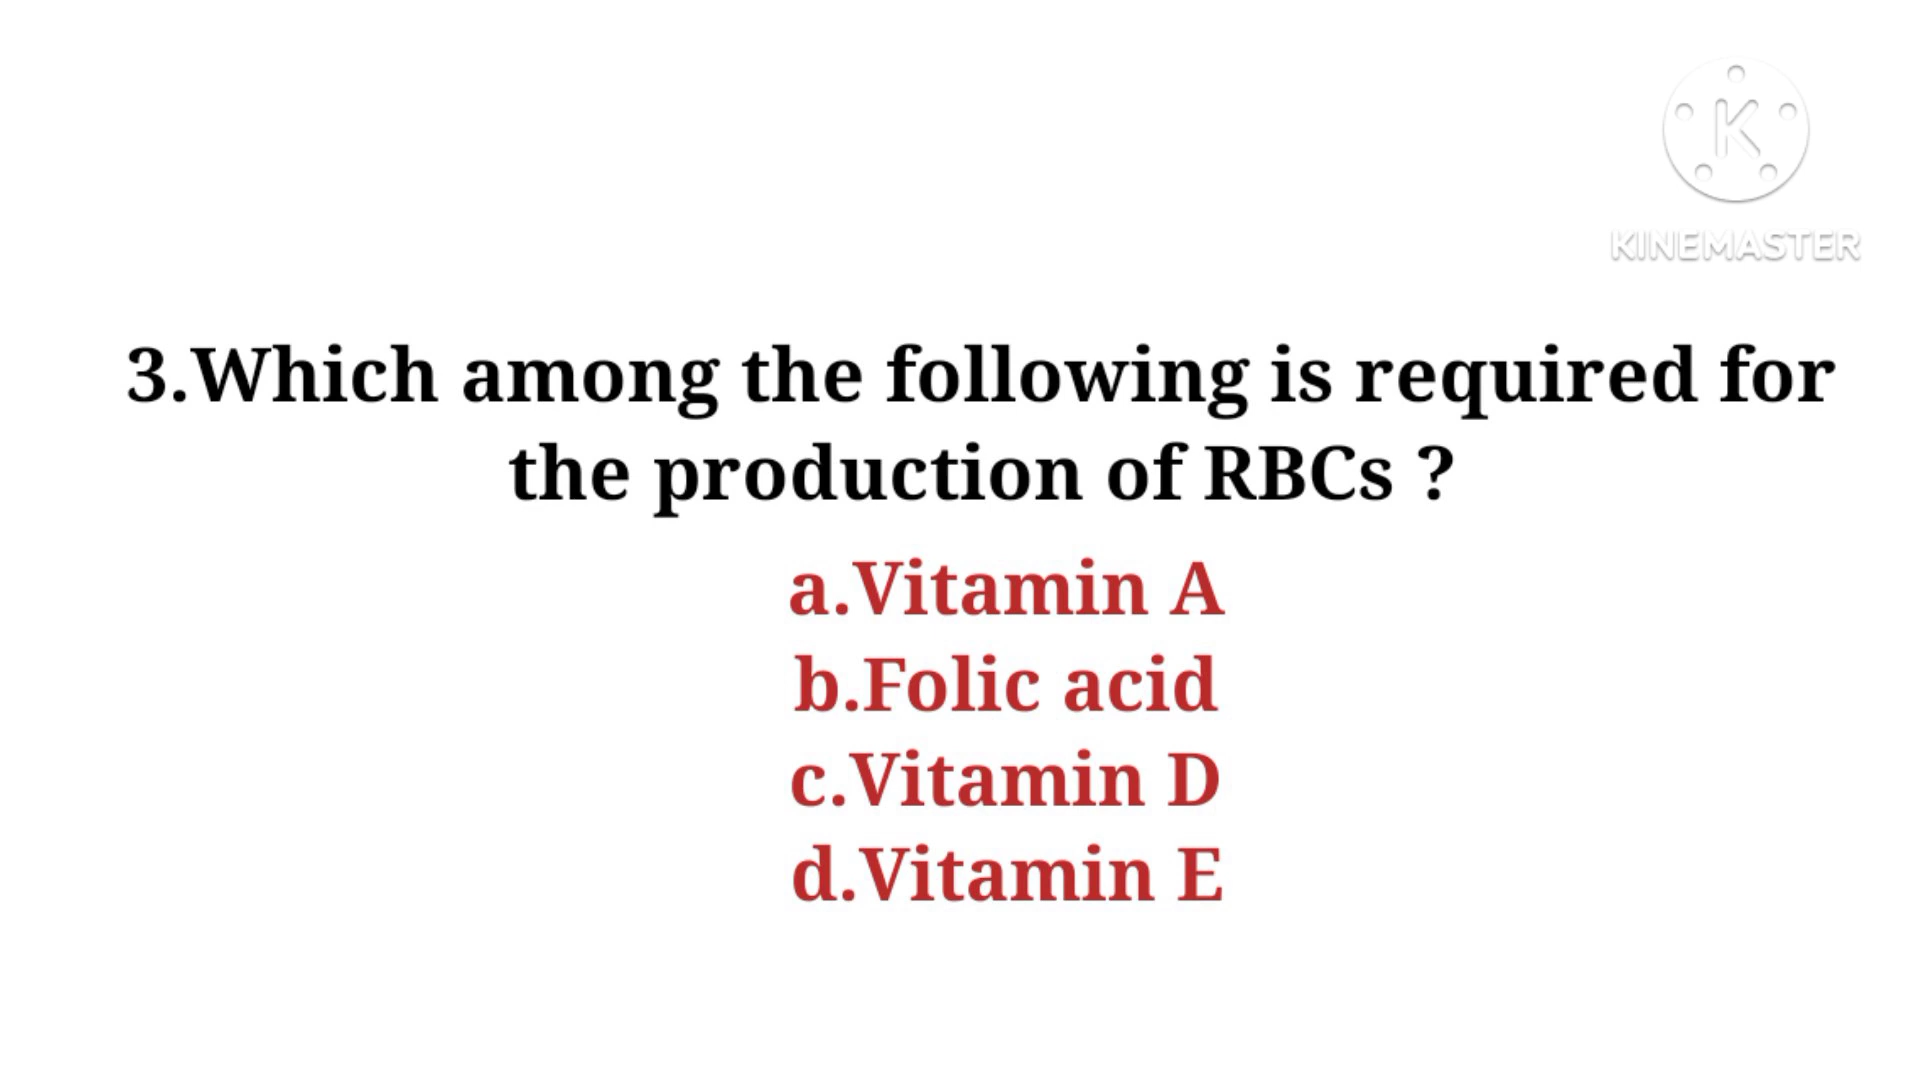 K
KINEMASTER
3.Which among the following is required for
the production of RBCs ?
a.Vitamin A
b.Folic acid
c.Vitamin D
d.Vitamin E